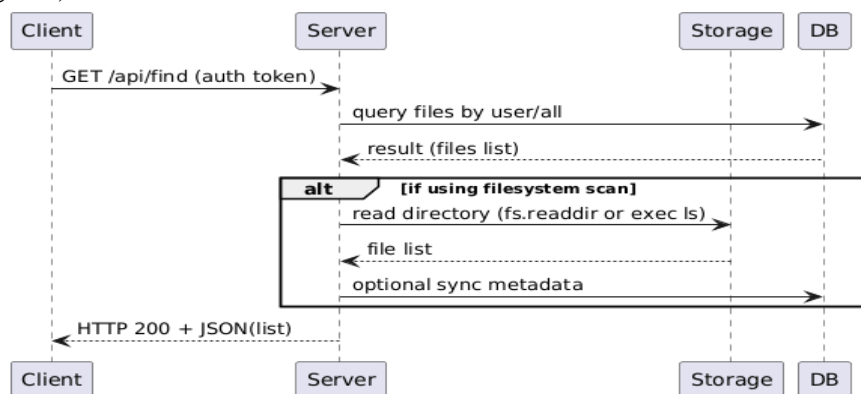 Client Server Storage DB
GET /api/find (auth token)
query files by user/all
result (files list)
alt [if using filesystem scan]
read directory (fs.readdir or exec ls)
file list
optional sync metadata
HTTP 200 + JSON(list)
Client Server Storage DB